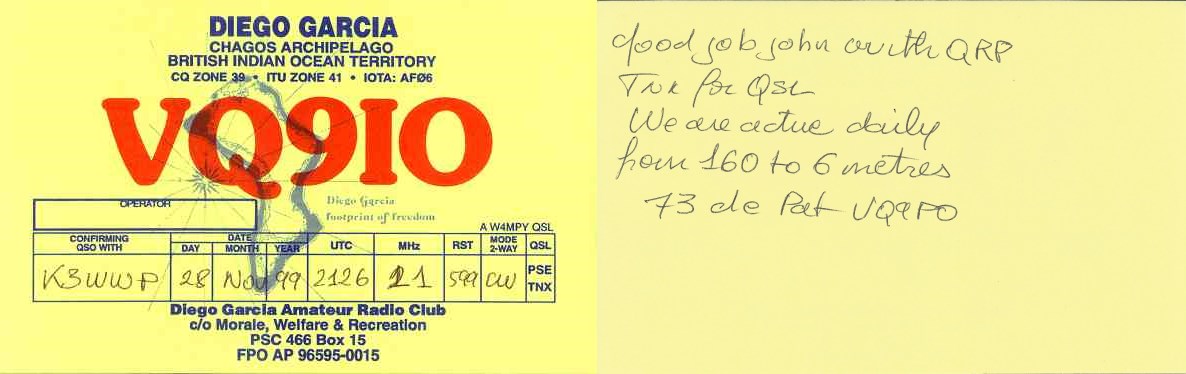 DIEGO GARCIA
CHAGOS ARCHIPELAGO
BRITISH INDIAN OCEAN TERRITORY
CQ ZONE 39 • ITU ZONE 41 • IOTA: AFØ6
VQ9IO
Diego Garcia
footprint of freedom
OPERATOR
A W4MPY QSL
CONFIRMING QSO WITH DATE DAY MONTH YEAR UTC MHz RST MODE 2-WAY QSL
K3WWP 28 Nov 99 2126 21 599 CW PSE TNX
Diego Garcia Amateur Radio Club
c/o Morale, Welfare & Recreation
PSC 466 Box 15
FPO AP 96595-0015
Good job John with QRP
Tnx for QSL
We are active daily
from 160 to 6 metres
73 de Pat VQ9PO